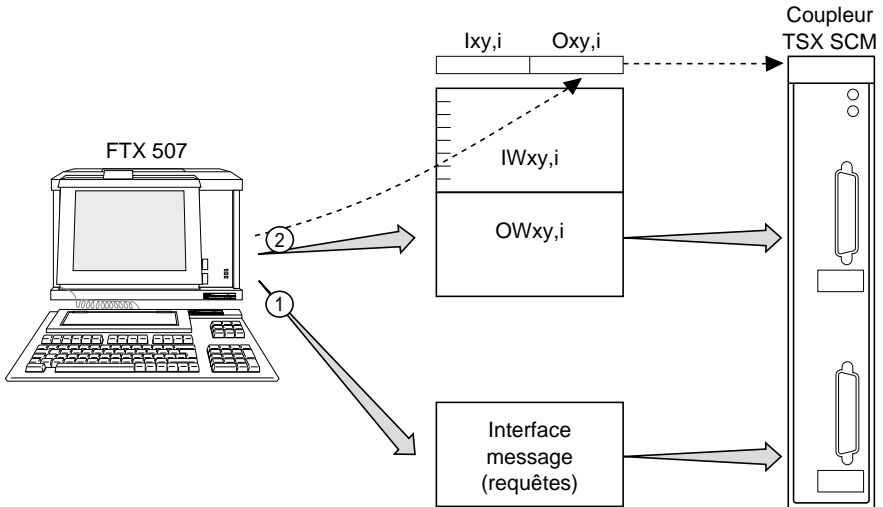 Coupleur
TSX SCM
Ixy,i Oxy,i
FTX 507
IWxy,i
OWxy,i
2
1
Interface
message
(requêtes)